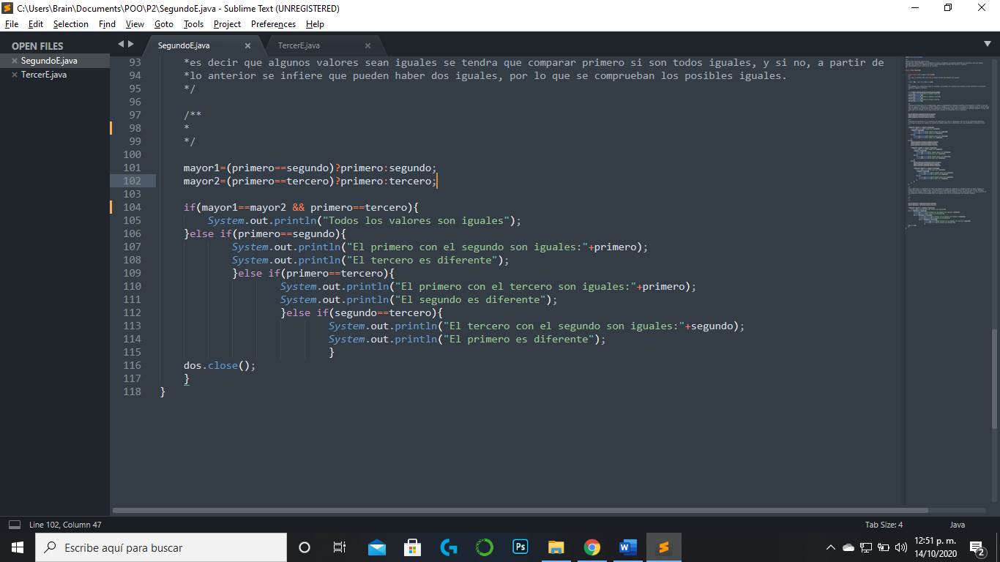 C:\Users\Brain\Documents\POO\P2\SegundoE.java - Sublime Text (UNREGISTERED)
File Edit Selection Find View Goto Tools Project Preferences Help
OPEN FILES
SegundoE.java
TercerE.java
SegundoE.java TercerE.java
93 *es decir que algunos valores sean iguales se tendra que comparar primero si son todos iguales, y si no, a partir de
94 *lo anterior se infiere que pueden haber dos iguales, por lo que se comprueban los posibles iguales.
95 */
96
97 /**
98 *
99 */
100
101 mayor1=(primero==segundo)?primero:segundo;
102 mayor2=(primero==tercero)?primero:tercero;
103
104 if(mayor1==mayor2 && primero==tercero){
105 System.out.println("Todos los valores son iguales");
106 }else if(primero==segundo){
107 System.out.println("El primero con el segundo son iguales:"+primero);
108 System.out.println("El tercero es diferente");
109 }else if(primero==tercero){
110 System.out.println("El primero con el tercero son iguales:"+primero);
111 System.out.println("El segundo es diferente");
112 }else if(segundo==tercero){
113 System.out.println("El tercero con el segundo son iguales:"+segundo);
114 System.out.println("El primero es diferente");
115 }
116 dos.close();
117 }
118 }
Line 102, Column 47 Tab Size: 4 Java
Escribe aquí para buscar
Ps
W
12:51 p. m.
14/10/2020
2